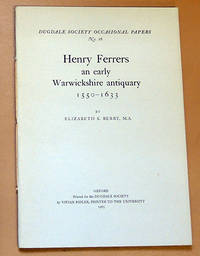 DUGDALE SOCIETY OCCASIONAL PAPERS
No. 16
Henry Ferrers
an early
Warwickshire antiquary
1550-1633
BY
ELIZABETH K. BERRY, M.A.
OXFORD
Printed for the DUGDALE SOCIETY
by VIVIAN RIDLER, PRINTER TO THE UNIVERSITY
1965